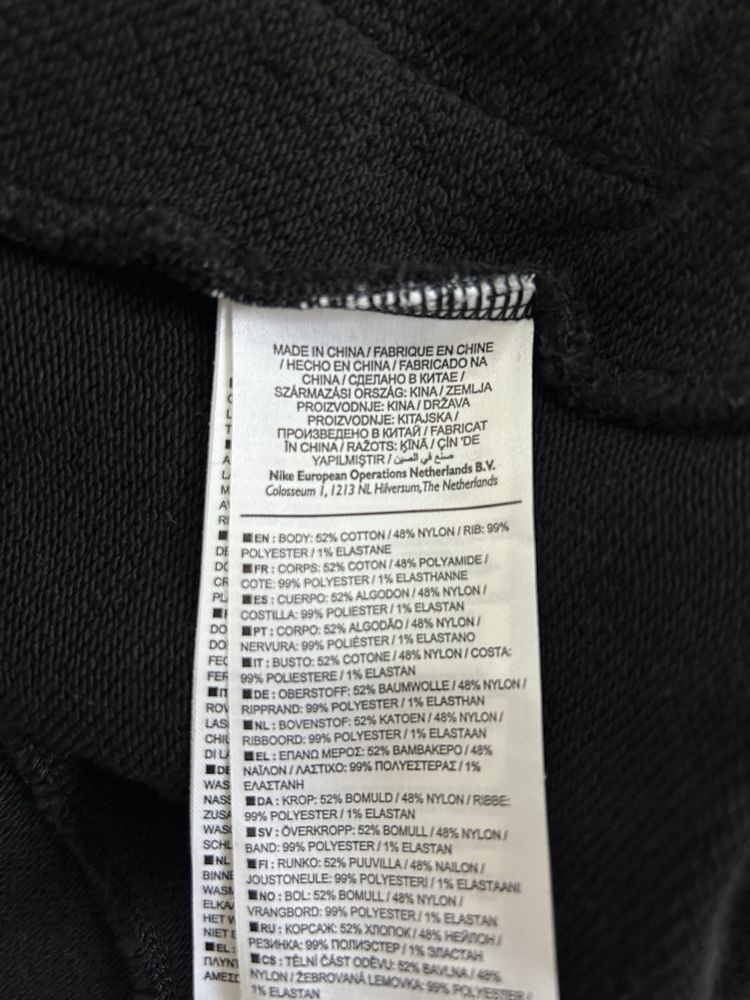 MADE IN CHINA / FABRIQUE EN CHINE
/ HECHO EN CHINA / FABRICADO NA
CHINA / СДЕЛАНО В КИТАЕ /
SZÁRMAZÁSI ORSZÁG: KINA / ZEMLJA
PROIZVODNJE: KINA / DRŽAVA
PROIZVODNJE: KITAJSKA /
ПРОИЗВЕДЕНО В КИТАЙ / FABRICAT
ÎN CHINA / RAŽOTS: ĶĪNĀ / ÇİN 'DE
YAPILMIŞTIR / صنع في الصين
Nike European Operations Netherlands B.V.
Colosseum 1, 1213 NL Hilversum, The Netherlands
EN : BODY: 52% COTTON / 48% NYLON / RIB: 99%
POLYESTER / 1% ELASTANE
FR : CORPS: 52% COTON / 48% POLYAMIDE /
COTE: 99% POLYESTER / 1% ELASTHANNE
ES : CUERPO: 52% ALGODON / 48% NYLON /
COSTILLA: 99% POLIESTER / 1% ELASTAN
PT : CORPO: 52% ALGODÃO / 48% NYLON /
NERVURA: 99% POLIÉSTER / 1% ELASTANO
IT : BUSTO: 52% COTONE / 48% NYLON / COSTA:
99% POLIESTERE / 1% ELASTAN
DE : OBERSTOFF: 52% BAUMWOLLE / 48% NYLON /
RIPPRAND: 99% POLYESTER / 1% ELASTHAN
NL : BOVENSTOF: 52% KATOEN / 48% NYLON /
RIBBOORD: 99% POLYESTER / 1% ELASTAAN
EL : ΕΠΑΝΩ ΜΕΡΟΣ: 52% ΒΑΜΒΑΚΕΡΟ / 48%
ΝΑΪΛΟΝ / ΛΑΣΤΙΧΟ: 99% ΠΟΛΥΕΣΤΕΡΑΣ / 1%
ΕΛΑΣΤΑΝΗ
DA : KROP: 52% BOMULD / 48% NYLON / RIBBE:
99% POLYESTER / 1% ELASTAN
SV : ÖVERKROPP: 52% BOMULL / 48% NYLON /
BAND: 99% POLYESTER / 1% ELASTAN
FI : RUNKO: 52% PUUVILLA / 48% NAILON /
JOUSTONEULE: 99% POLYESTERI / 1% ELASTAANI
NO : BOL: 52% BOMULL / 48% NYLON /
VRANGBORD: 99% POLYESTER / 1% ELASTAN
RU : КОРСАЖ: 52% ХЛОПОК / 48% НЕЙЛОН /
РЕЗИНКА: 99% ПОЛИЭСТЕР / 1% ЭЛАСТАН
CS : TĚLNÍ ČÁST ODĚVU: 52% BAVLNA / 48%
NYLON / ŽEBROVANÁ LEMOVKA: 99% POLYESTER /
1% ELASTAN